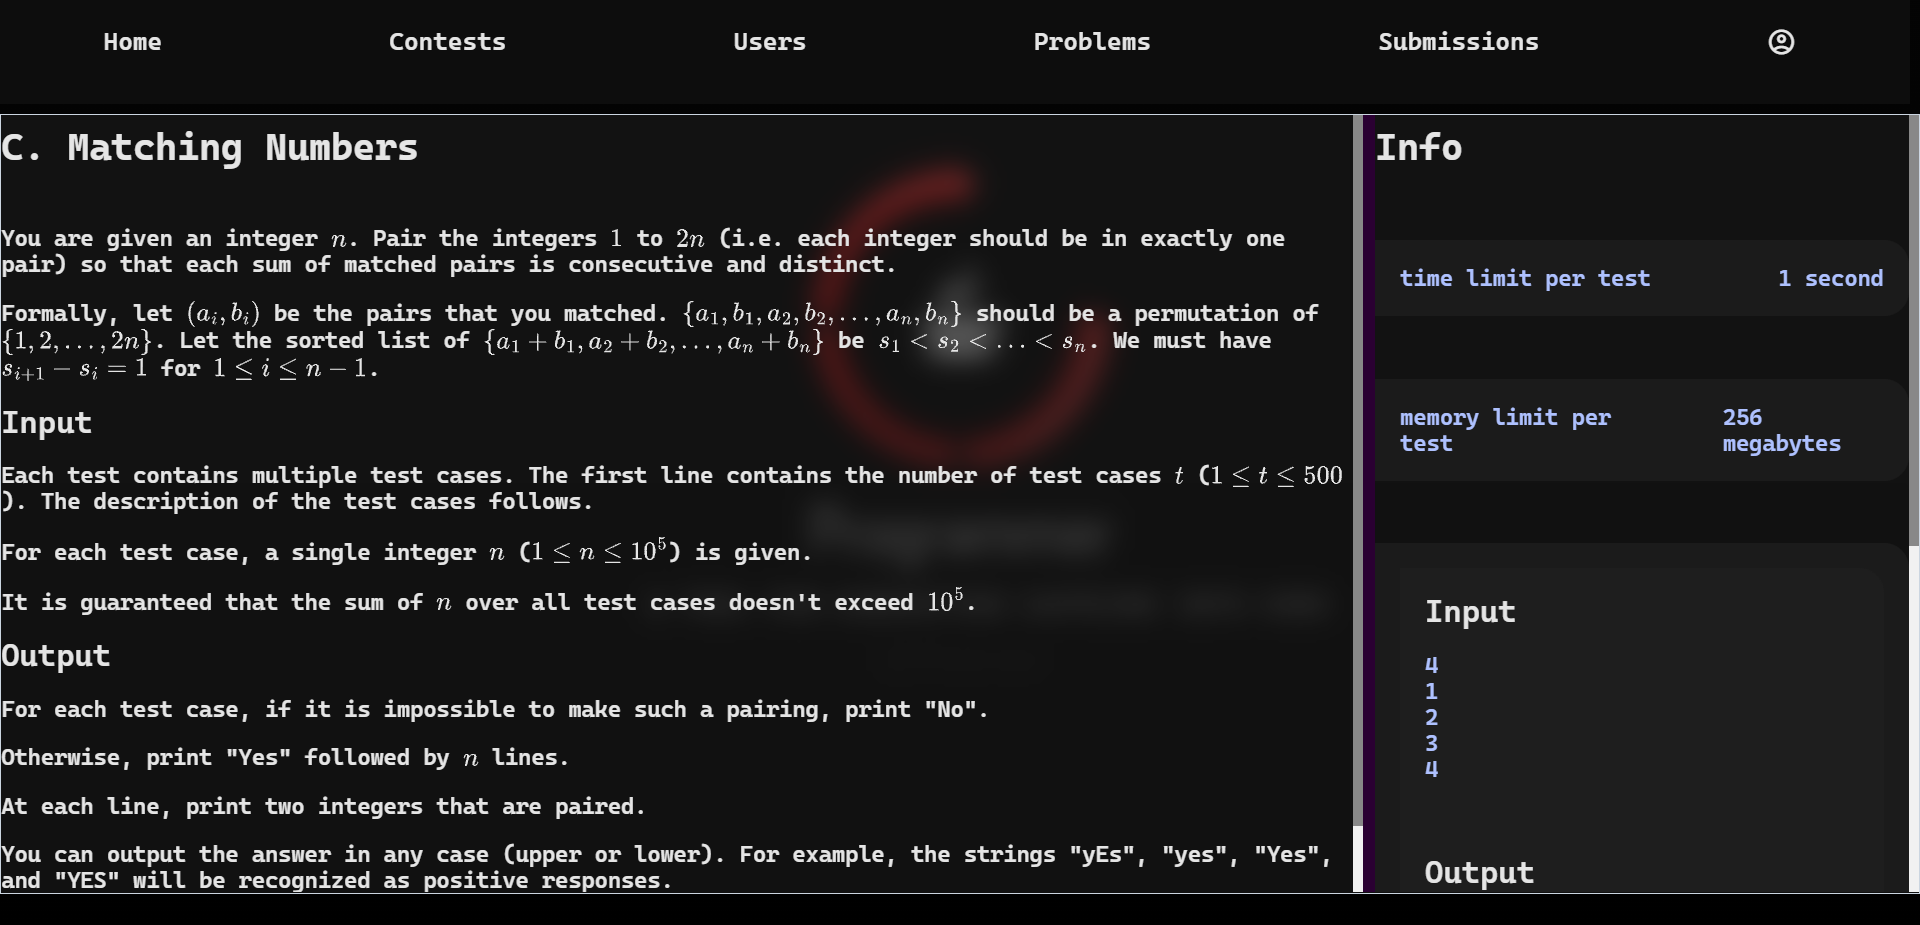 Home Contests Users Problems Submissions
C. Matching Numbers
You are given an integer n. Pair the integers 1 to 2n (i.e. each integer should be in exactly one
pair) so that each sum of matched pairs is consecutive and distinct.
Formally, let (a_i, b_i) be the pairs that you matched. {a_1, b_1, a_2, b_2, ..., a_n, b_n} should be a permutation of
{1, 2, ..., 2n}. Let the sorted list of {a_1 + b_1, a_2 + b_2, ..., a_n + b_n} be s_1 < s_2 < ... < s_n. We must have
s_{i+1} − s_i = 1 for 1 ≤ i ≤ n − 1.
Input
Each test contains multiple test cases. The first line contains the number of test cases t (1 ≤ t ≤ 500
). The description of the test cases follows.
For each test case, a single integer n (1 ≤ n ≤ 10^5) is given.
It is guaranteed that the sum of n over all test cases doesn't exceed 10^5.
Output
For each test case, if it is impossible to make such a pairing, print "No".
Otherwise, print "Yes" followed by n lines.
At each line, print two integers that are paired.
You can output the answer in any case (upper or lower). For example, the strings "yEs", "yes", "Yes",
and "YES" will be recognized as positive responses.
Info
time limit per test 1 second
memory limit per test 256 megabytes
Input
4
1
2
3
4
Output